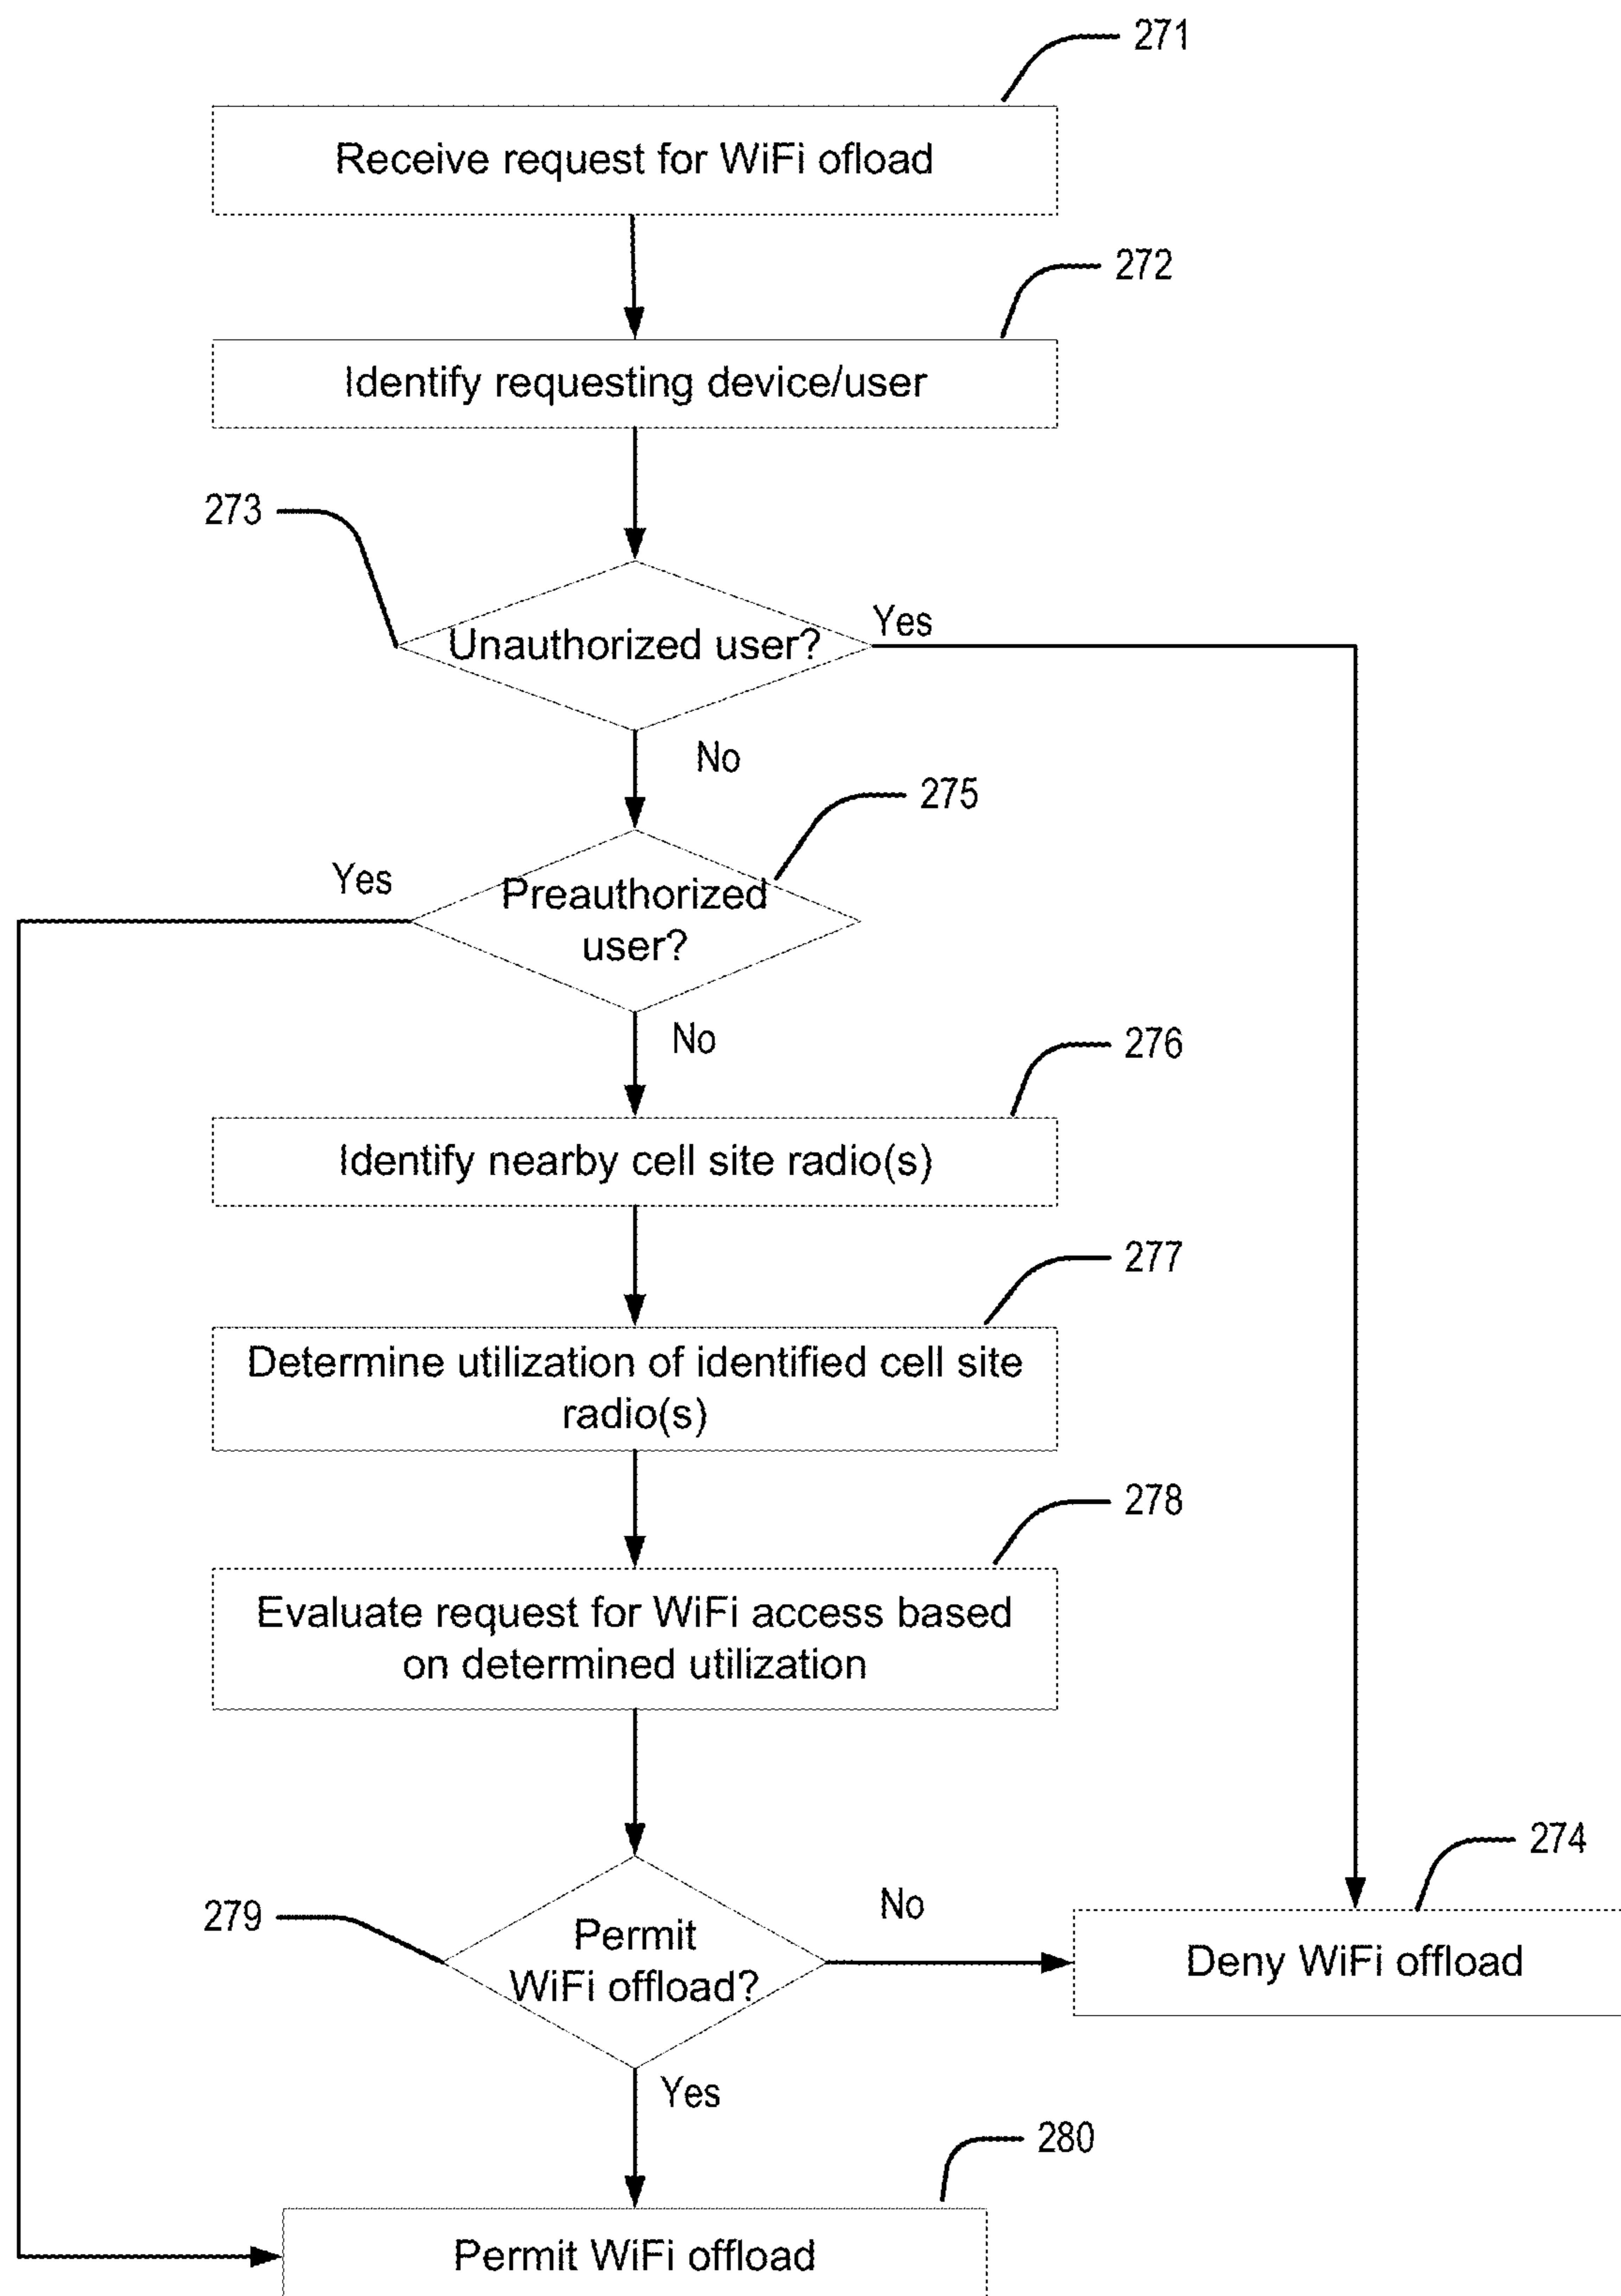 271
Receive request for WiFi ofload
272
Identify requesting device/user
273
Unauthorized user?
Yes
No
275
Yes
Preauthorized
user?
No
276
Identify nearby cell site radio(s)
277
Determine utilization of identified cell site
radio(s)
278
Evaluate request for WiFi access based
on determined utilization
274
279
No
Permit
WiFi offload?
Deny WiFi offload
Yes
280
Permit WiFi offload